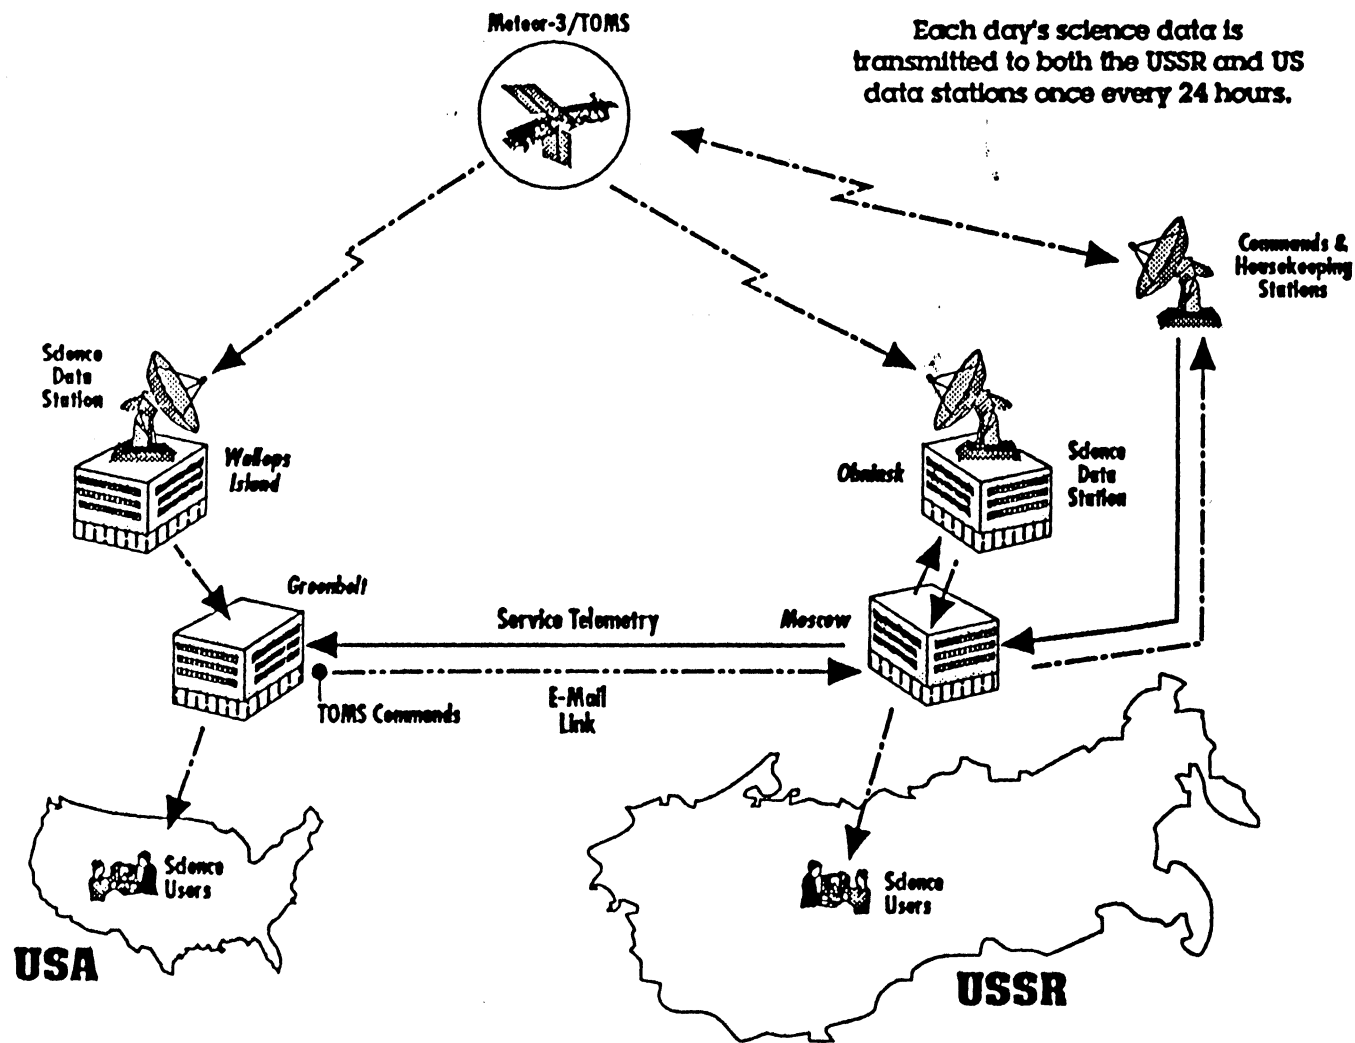 Meteor-3/TOMS
Each day's science data is
transmitted to both the USSR and US
data stations once every 24 hours.
Commands &
Housekeeping
Stations
Science
Data
Station
Wallops
Island
Obninsk
Science
Data
Station
Greenbelt
Service Telemetry
Moscow
TOMS Commands
E-Mail
Link
Science
Users
USA
Science
Users
USSR